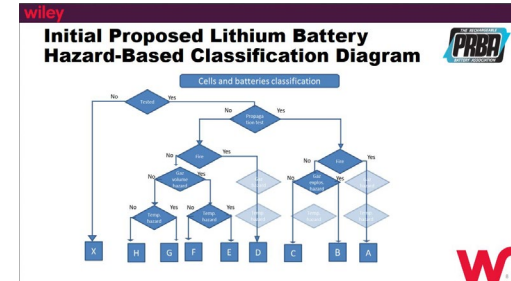 wiley
Initial Proposed Lithium Battery
Hazard-Based Classification Diagram
THE RECHARGEABLE
PRBA
BATTERY ASSOCIATION
Cells and batteries classification
No Tested Yes
No Propaga tion test Yes
No Fire Yes
No Fire Yes
No Gas volume hazard Yes
No Gas explos. hazard Yes
No Temp. hazard Yes
No Temp. hazard Yes
X H G F E D C B A
W